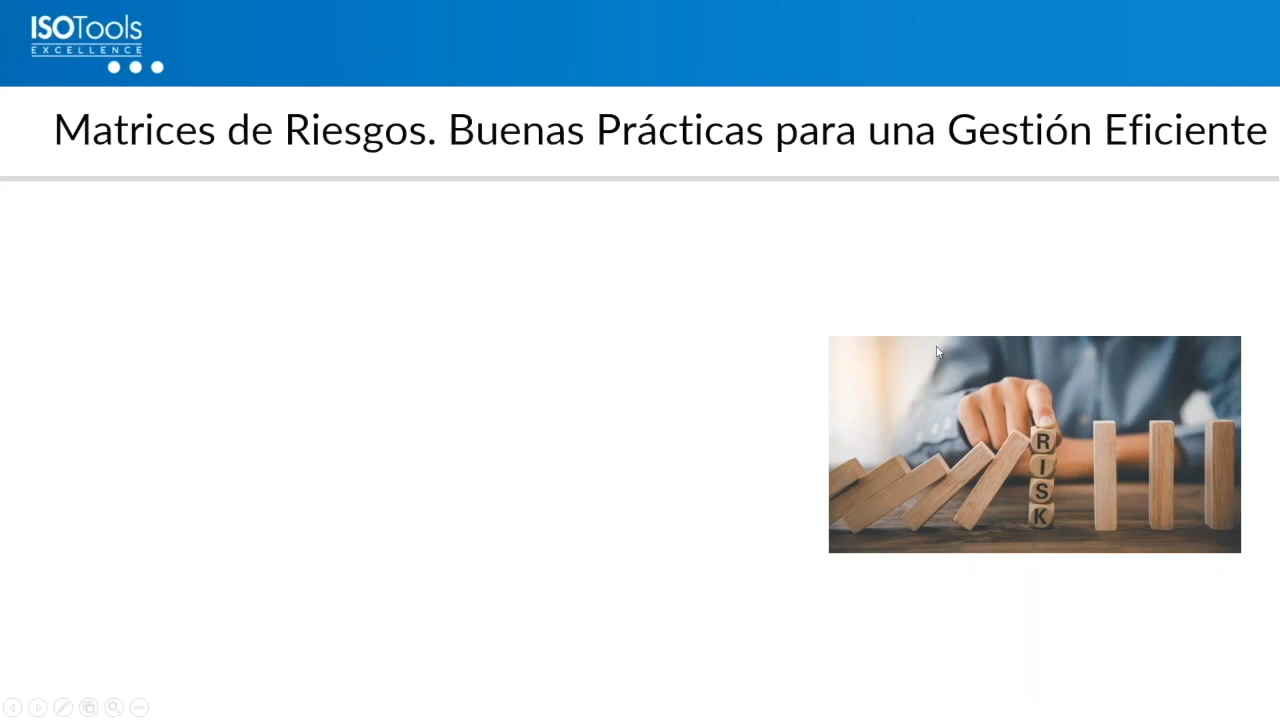 ISOTools
EXCELLENCE
Matrices de Riesgos. Buenas Prácticas para una Gestión Eficiente
R
I
S
K